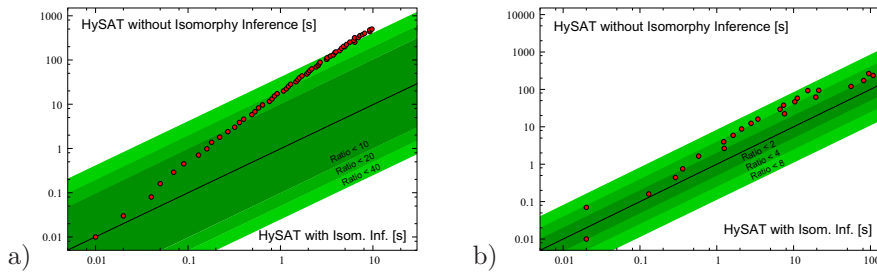 HySAT without Isomorphy Inference [s]
1000
100
10
1
0.1
0.01
Ratio < 10
Ratio < 20
Ratio < 40
HySAT with Isom. Inf. [s]
0.01
0.1
1
10
a)
HySAT without Isomorphy Inference [s]
10000
1000
100
10
1
0.1
0.01
Ratio < 2
Ratio < 4
Ratio < 8
HySAT with Isom. Inf. [s]
0.01
0.1
1
10
100
b)